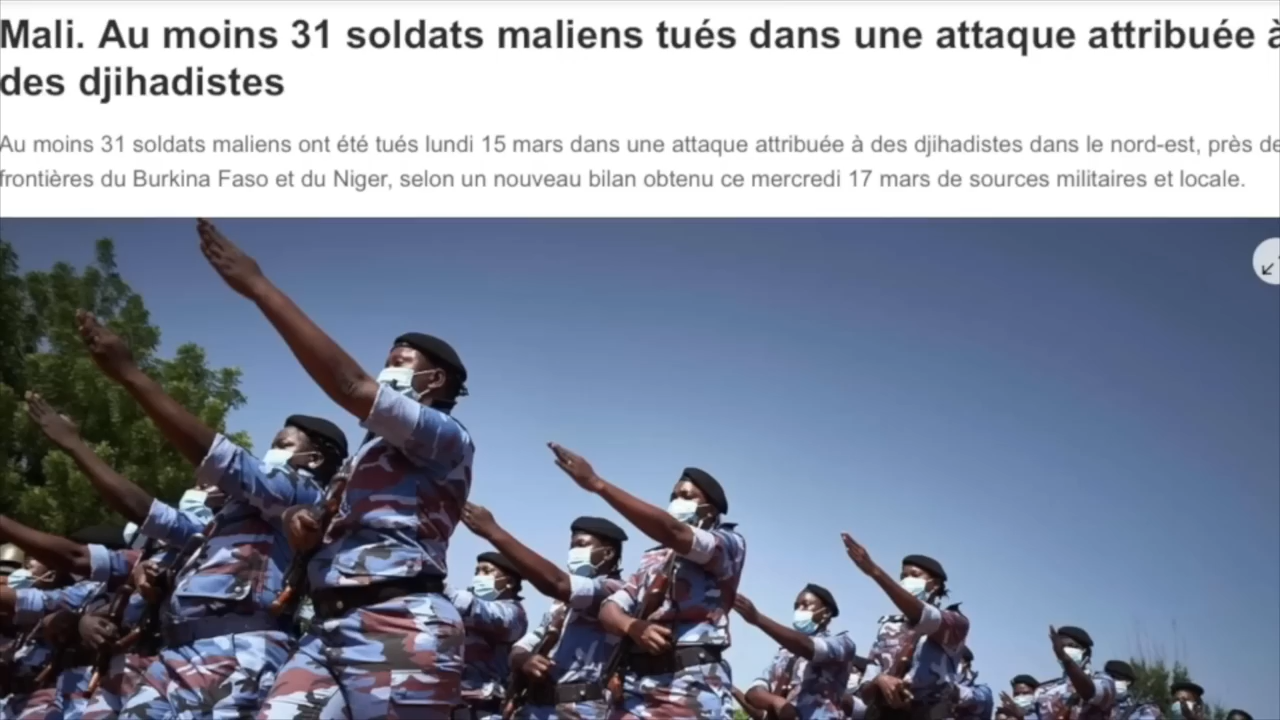 Mali. Au moins 31 soldats maliens tués dans une attaque attribuée à
des djihadistes
Au moins 31 soldats maliens ont été tués lundi 15 mars dans une attaque attribuée à des djihadistes dans le nord-est, près de
frontières du Burkina Faso et du Niger, selon un nouveau bilan obtenu ce mercredi 17 mars de sources militaires et locale.